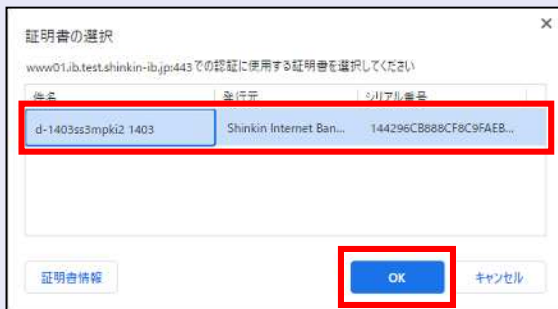 証明書の選択
×
www01.ib.test.shinkin-ib.jp:443での認証に使用する証明書を選択してください
件名 発行元 シリアル番号
d-1403ss3mpki2 1403 Shinkin Internet Ban... 144296CB888CF8C9FAEB...
証明書情報 OK キャンセル